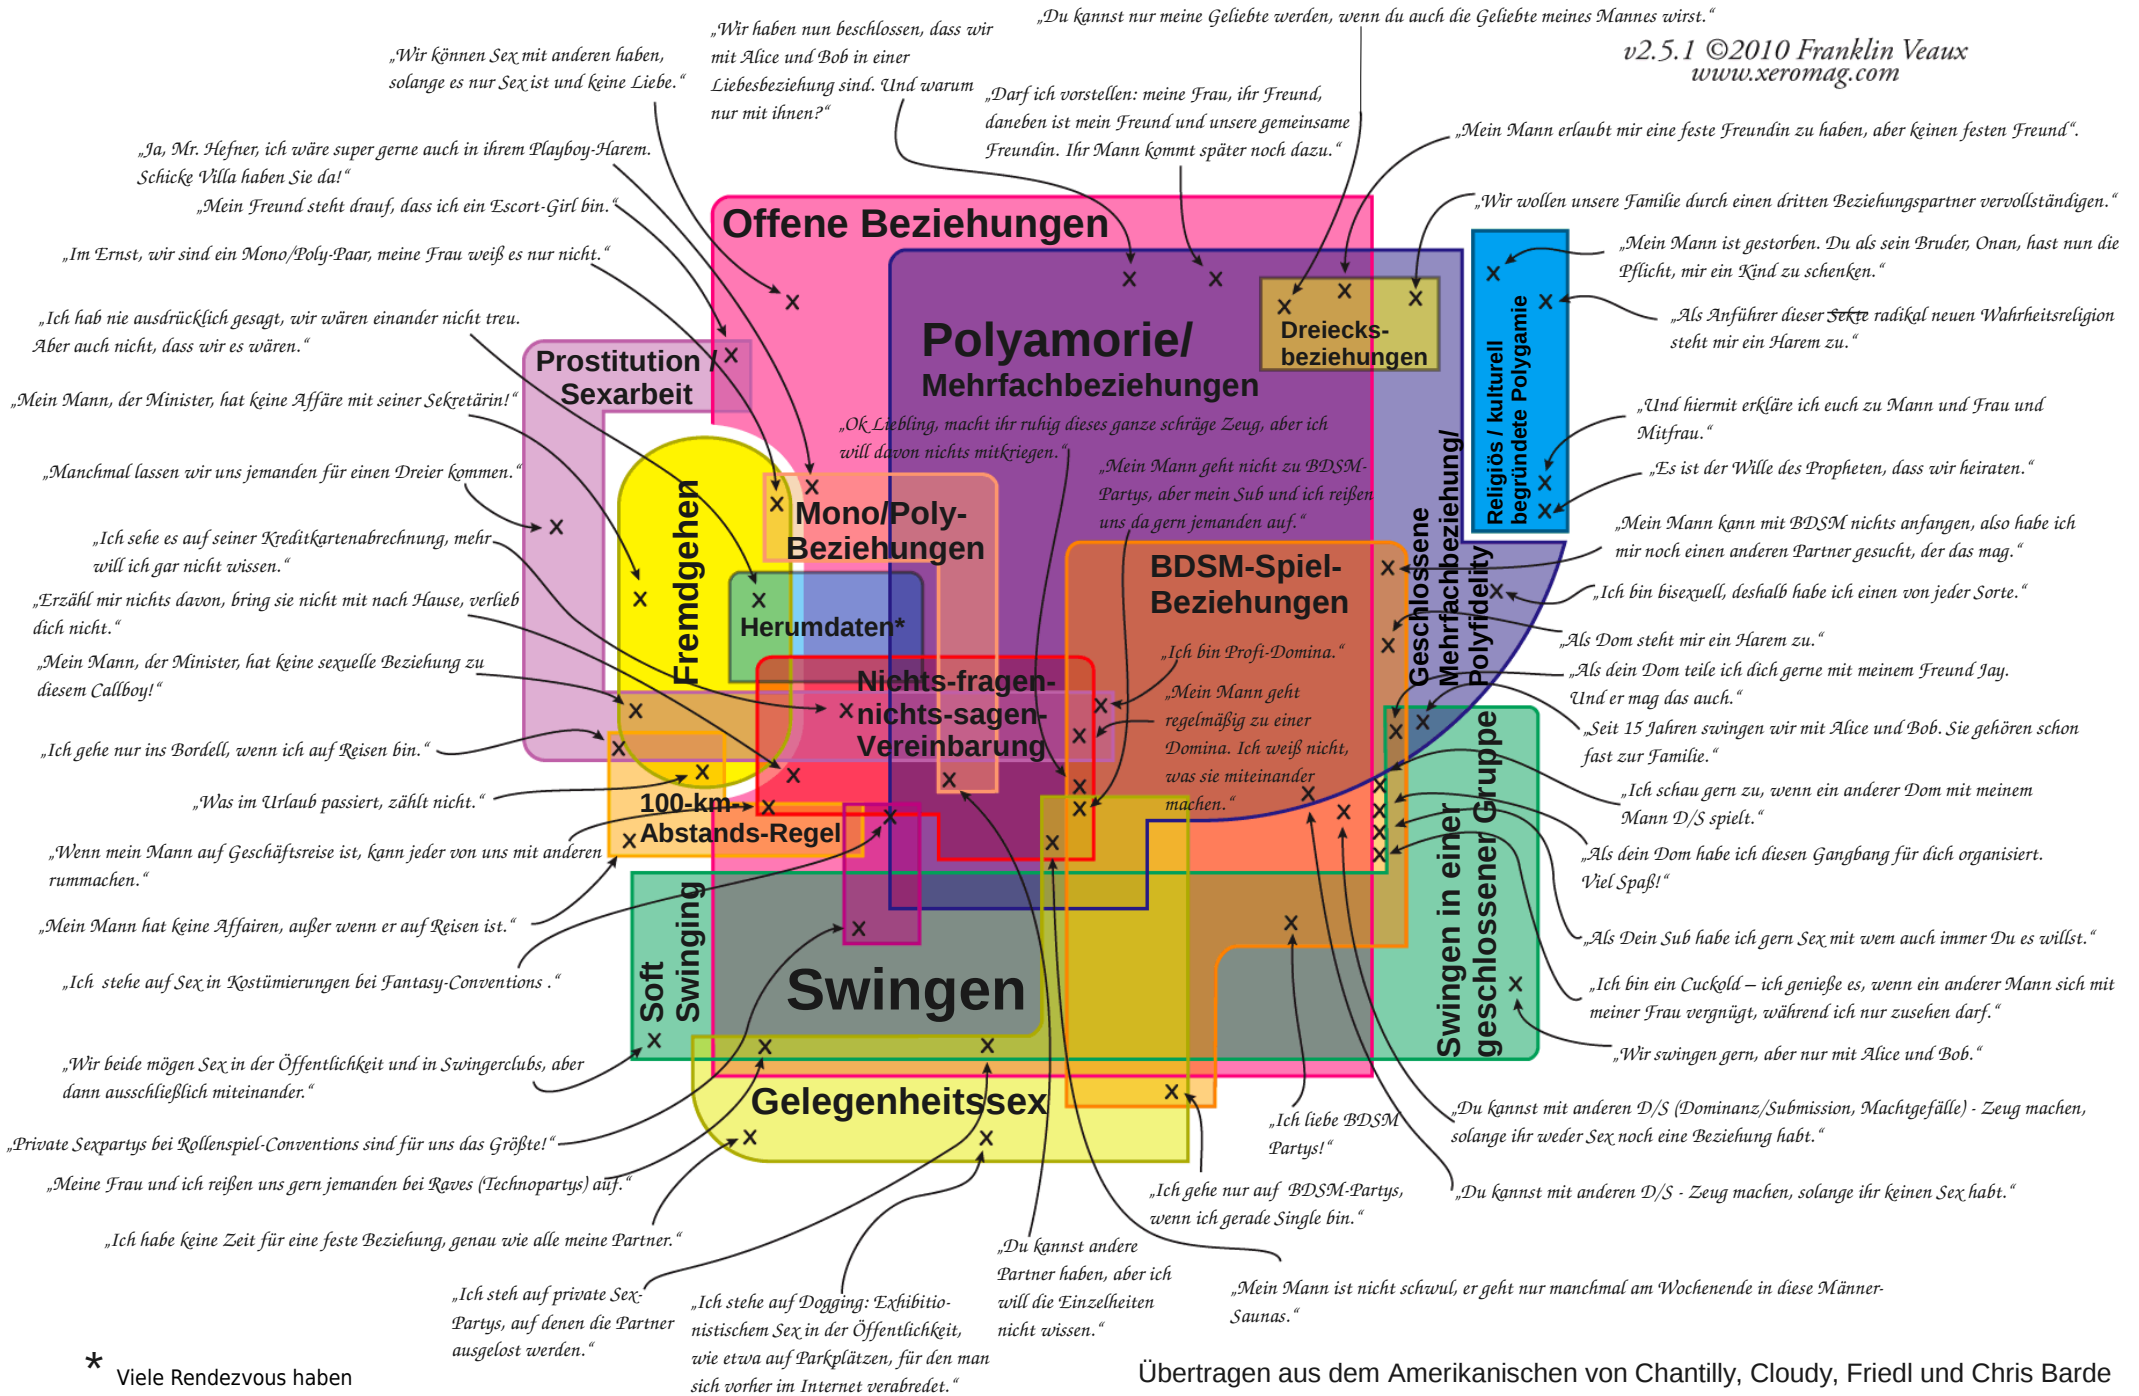 „Du kannst nur meine Geliebte werden, wenn du auch die Geliebte meines Mannes wirst.“
v2.5.1 ©2010 Franklin Veaux
www.xeromag.com
„Wir haben nun beschlossen, dass wir
mit Alice und Bob in einer
Liebesbeziehung sind. Und warum
nur mit ihnen?“
„Wir können Sex mit anderen haben,
solange es nur Sex ist und keine Liebe.“
„Darf ich vorstellen: meine Frau, ihr Freund,
daneben ist mein Freund und unsere gemeinsame
Freundin. Ihr Mann kommt später noch dazu.“
„Mein Mann erlaubt mir eine feste Freundin zu haben, aber keinen festen Freund“.
„Ja, Mr. Hefner, ich wäre super gerne auch in ihrem Playboy-Harem.
Schicke Villa haben Sie da!“
„Mein Freund steht drauf, dass ich ein Escort-Girl bin.“
„Wir wollen unsere Familie durch einen dritten Beziehungspartner vervollständigen.“
„Im Ernst, wir sind ein Mono/Poly-Paar, meine Frau weiß es nur nicht.“
„Mein Mann ist gestorben. Du als sein Bruder, Onan, hast nun die
Pflicht, mir ein Kind zu schenken.“
„Ich hab nie ausdrücklich gesagt, wir wären einander nicht treu.
Aber auch nicht, dass wir es wären.“
„Als Anführer dieser Sekte radikal neuen Wahrheitsreligion
steht mir ein Harem zu.“
„Mein Mann, der Minister, hat keine Affäre mit seiner Sekretärin!“
„Und hiermit erkläre ich euch zu Mann und Frau und
Mitfrau.“
„Manchmal lassen wir uns jemanden für einen Dreier kommen.“
„Es ist der Wille des Propheten, dass wir heiraten.“
„Ich sehe es auf seiner Kreditkartenabrechnung, mehr
will ich gar nicht wissen.“
„Mein Mann kann mit BDSM nichts anfangen, also habe ich
mir noch einen anderen Partner gesucht, der das mag.“
„Erzähl mir nichts davon, bring sie nicht mit nach Hause, verlieb
dich nicht.“
„Ich bin bisexuell, deshalb habe ich einen von jeder Sorte.“
„Als Dom steht mir ein Harem zu.“
„Mein Mann, der Minister, hat keine sexuelle Beziehung zu
diesem Callboy!“
„Als dein Dom teile ich dich gerne mit meinem Freund Jay.
Und er mag das auch.“
„Ich gehe nur ins Bordell, wenn ich auf Reisen bin.“
„Seit 15 Jahren swingen wir mit Alice und Bob. Sie gehören schon
fast zur Familie.“
„Was im Urlaub passiert, zählt nicht.“
„Ich schau gern zu, wenn ein anderer Dom mit meinem
Mann D/S spielt.“
„Wenn mein Mann auf Geschäftsreise ist, kann jeder von uns mit anderen
rummachen.“
„Als dein Dom habe ich diesen Gangbang für dich organisiert.
Viel Spaß!“
„Mein Mann hat keine Affairen, außer wenn er auf Reisen ist.“
„Als Dein Sub habe ich gern Sex mit wem auch immer Du es willst.“
„Ich stehe auf Sex in Kostümierungen bei Fantasy-Conventions .“
„Ich bin ein Cuckold – ich genieße es, wenn ein anderer Mann sich mit
meiner Frau vergnügt, während ich nur zusehen darf.“
„Wir beide mögen Sex in der Öffentlichkeit und in Swingerclubs, aber
dann ausschließlich miteinander.“
„Wir swingen gern, aber nur mit Alice und Bob.“
„Private Sexpartys bei Rollenspiel-Conventions sind für uns das Größte!“
„Du kannst mit anderen D/S (Dominanz/Submission, Machtgefälle) - Zeug machen,
solange ihr weder Sex noch eine Beziehung habt.“
„Meine Frau und ich reißen uns gern jemanden bei Raves (Technopartys) auf.“
„Du kannst mit anderen D/S - Zeug machen, solange ihr keinen Sex habt.“
„Ich habe keine Zeit für eine feste Beziehung, genau wie alle meine Partner.“
Offene Beziehungen
Polyamorie/
Mehrfachbeziehungen
Dreiecks-
beziehungen
Religiös / kulturell
begründete Polygamie
Prostitution /
Sexarbeit
„Ok Liebling, macht ihr ruhig dieses ganze schräge Zeug, aber ich
will davon nichts mitkriegen.“
„Mein Mann geht nicht zu BDSM-
Partys, aber mein Sub und ich reißen
uns da gern jemanden auf.“
Fremdgehen
Mono/Poly-
Beziehungen
Herumdaten*
BDSM-Spiel-
Beziehungen
Geschlossene
Mehrfachbeziehung/
Polyfidelity
„Ich bin Profi-Domina.“
„Mein Mann geht
regelmäßig zu einer
Domina. Ich weiß nicht,
was sie miteinander
machen.“
Nichts-fragen-
nichts-sagen-
Vereinbarung
100-km-
Abstands-Regel
Soft
Swinging
Swingen
Swingen in einer
geschlossener Gruppe
Gelegenheitssex
„Ich liebe BDSM
Partys!“
„Ich gehe nur auf BDSM-Partys,
wenn ich gerade Single bin.“
„Du kannst andere
Partner haben, aber ich
will die Einzelheiten
nicht wissen.“
„Mein Mann ist nicht schwul, er geht nur manchmal am Wochenende in diese Männer-
Saunas.“
„Ich steh auf private Sex-
Partys, auf denen die Partner
ausgelost werden.“
„Ich stehe auf Dogging: Exhibitio-
nistischem Sex in der Öffentlichkeit,
wie etwa auf Parkplätzen, für den man
sich vorher im Internet verabredet.“
* Viele Rendezvous haben
Übertragen aus dem Amerikanischen von Chantilly, Cloudy, Friedl und Chris Barde